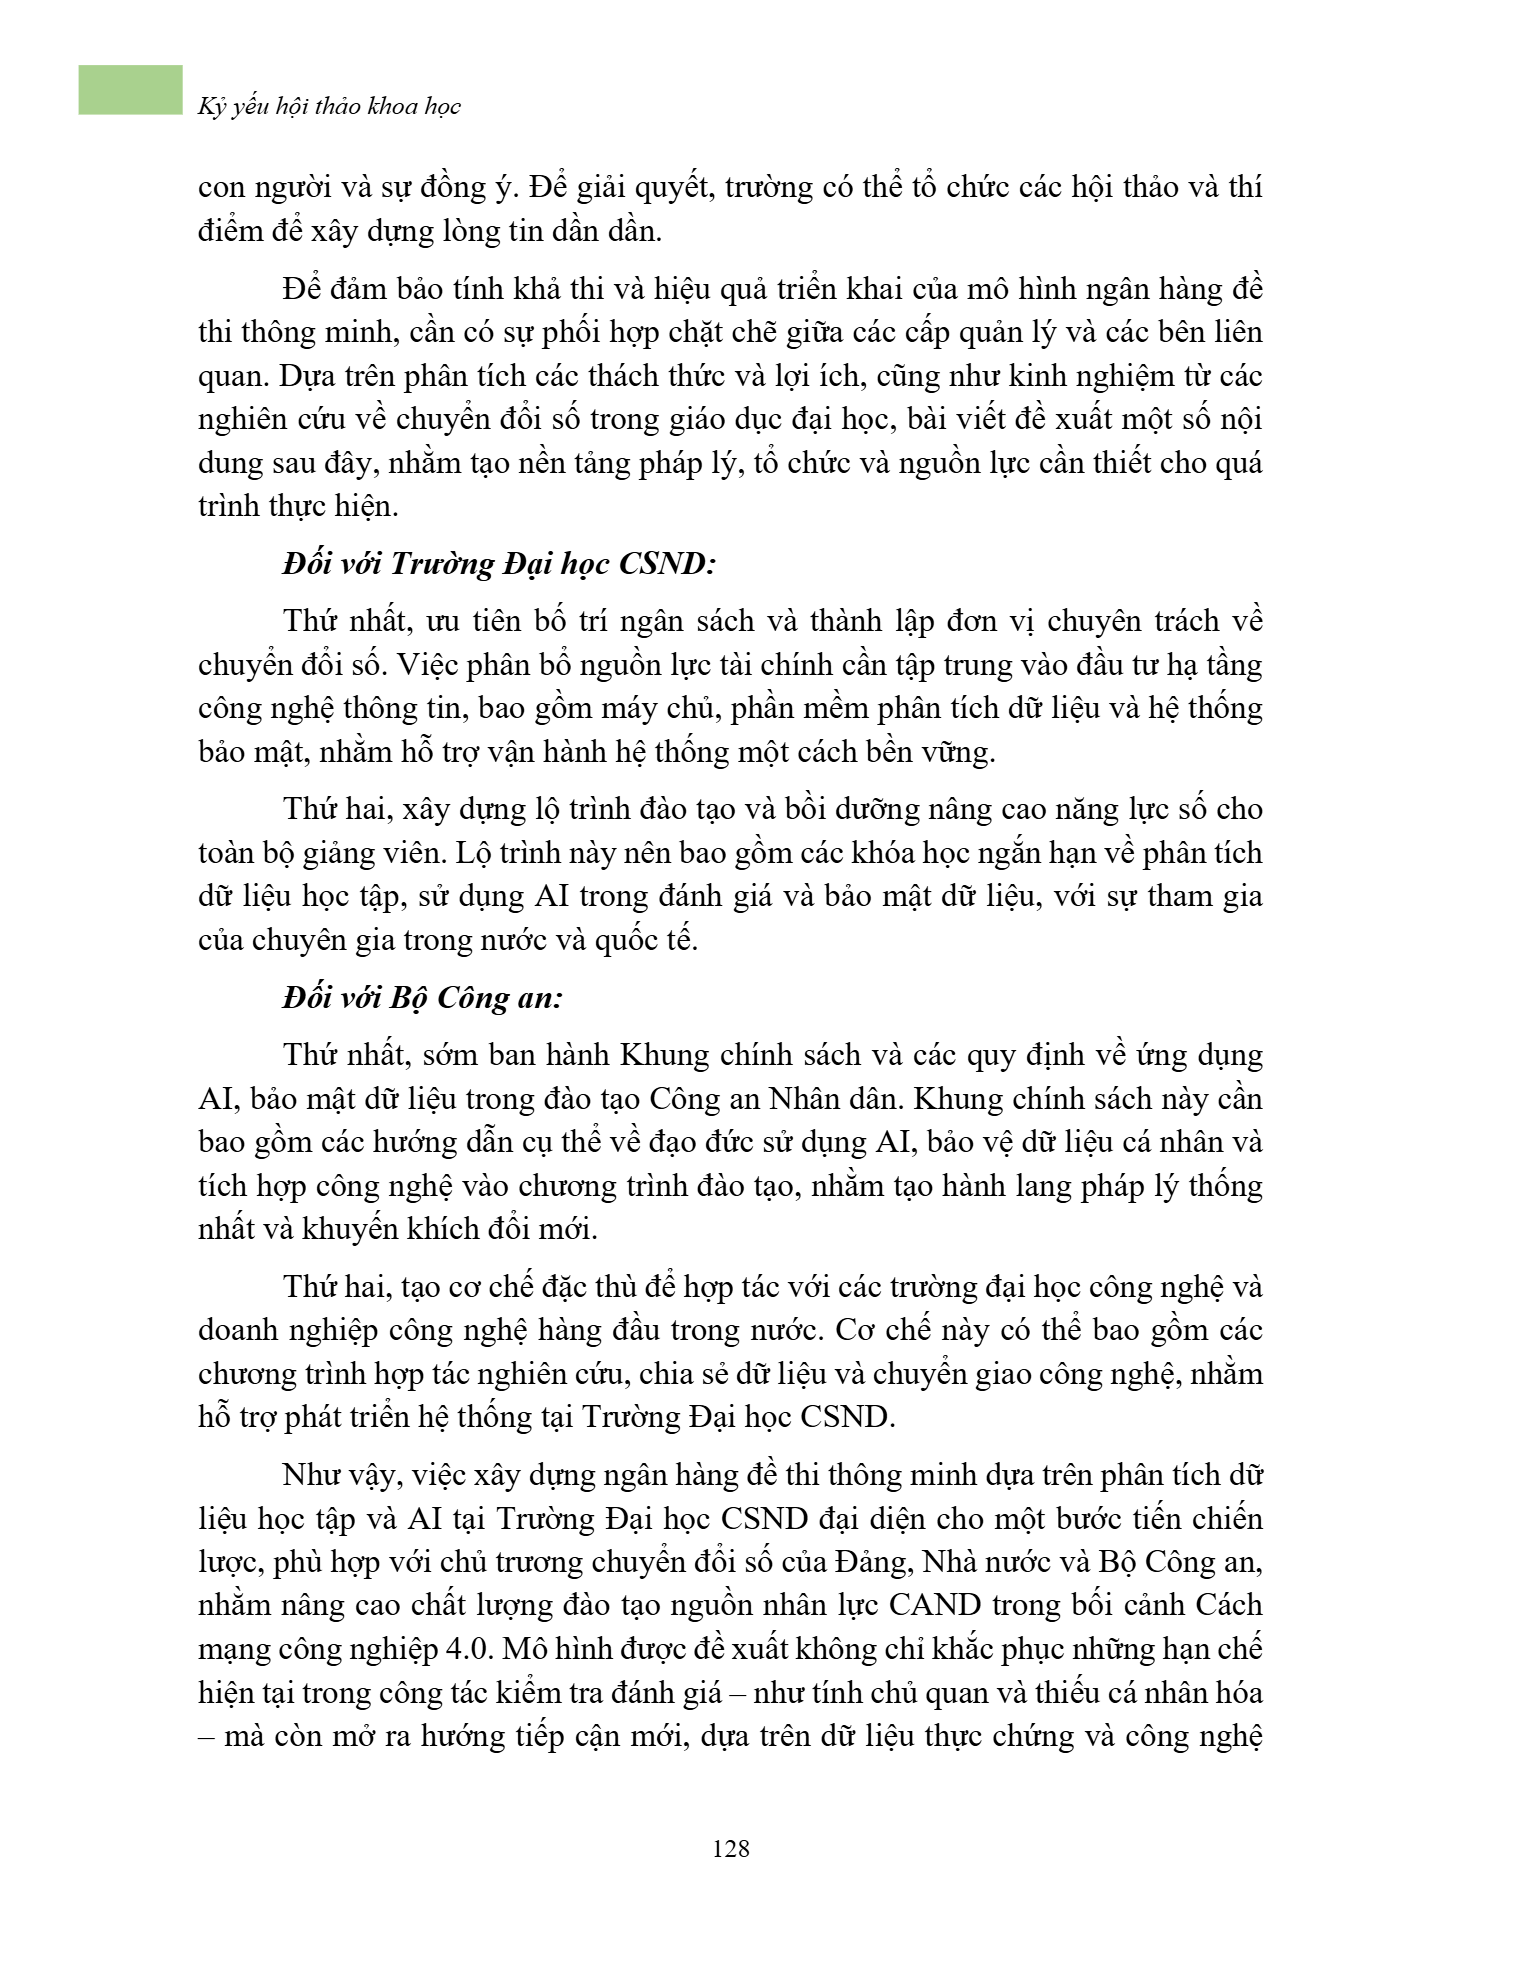 Kỷ yếu hội thảo khoa học
con người và sự đồng ý. Để giải quyết, trường có thể tổ chức các hội thảo và thí
điểm để xây dựng lòng tin dần dần.
Để đảm bảo tính khả thi và hiệu quả triển khai của mô hình ngân hàng đề
thi thông minh, cần có sự phối hợp chặt chẽ giữa các cấp quản lý và các bên liên
quan. Dựa trên phân tích các thách thức và lợi ích, cũng như kinh nghiệm từ các
nghiên cứu về chuyển đổi số trong giáo dục đại học, bài viết đề xuất một số nội
dung sau đây, nhằm tạo nền tảng pháp lý, tổ chức và nguồn lực cần thiết cho quá
trình thực hiện.
Đối với Trường Đại học CSND:
Thứ nhất, ưu tiên bố trí ngân sách và thành lập đơn vị chuyên trách về
chuyển đổi số. Việc phân bổ nguồn lực tài chính cần tập trung vào đầu tư hạ tầng
công nghệ thông tin, bao gồm máy chủ, phần mềm phân tích dữ liệu và hệ thống
bảo mật, nhằm hỗ trợ vận hành hệ thống một cách bền vững.
Thứ hai, xây dựng lộ trình đào tạo và bồi dưỡng nâng cao năng lực số cho
toàn bộ giảng viên. Lộ trình này nên bao gồm các khóa học ngắn hạn về phân tích
dữ liệu học tập, sử dụng AI trong đánh giá và bảo mật dữ liệu, với sự tham gia
của chuyên gia trong nước và quốc tế.
Đối với Bộ Công an:
Thứ nhất, sớm ban hành Khung chính sách và các quy định về ứng dụng
AI, bảo mật dữ liệu trong đào tạo Công an Nhân dân. Khung chính sách này cần
bao gồm các hướng dẫn cụ thể về đạo đức sử dụng AI, bảo vệ dữ liệu cá nhân và
tích hợp công nghệ vào chương trình đào tạo, nhằm tạo hành lang pháp lý thống
nhất và khuyến khích đổi mới.
Thứ hai, tạo cơ chế đặc thù để hợp tác với các trường đại học công nghệ và
doanh nghiệp công nghệ hàng đầu trong nước. Cơ chế này có thể bao gồm các
chương trình hợp tác nghiên cứu, chia sẻ dữ liệu và chuyển giao công nghệ, nhằm
hỗ trợ phát triển hệ thống tại Trường Đại học CSND.
Như vậy, việc xây dựng ngân hàng đề thi thông minh dựa trên phân tích dữ
liệu học tập và AI tại Trường Đại học CSND đại diện cho một bước tiến chiến
lược, phù hợp với chủ trương chuyển đổi số của Đảng, Nhà nước và Bộ Công an,
nhằm nâng cao chất lượng đào tạo nguồn nhân lực CAND trong bối cảnh Cách
mạng công nghiệp 4.0. Mô hình được đề xuất không chỉ khắc phục những hạn chế
hiện tại trong công tác kiểm tra đánh giá – như tính chủ quan và thiếu cá nhân hóa
– mà còn mở ra hướng tiếp cận mới, dựa trên dữ liệu thực chứng và công nghệ
128